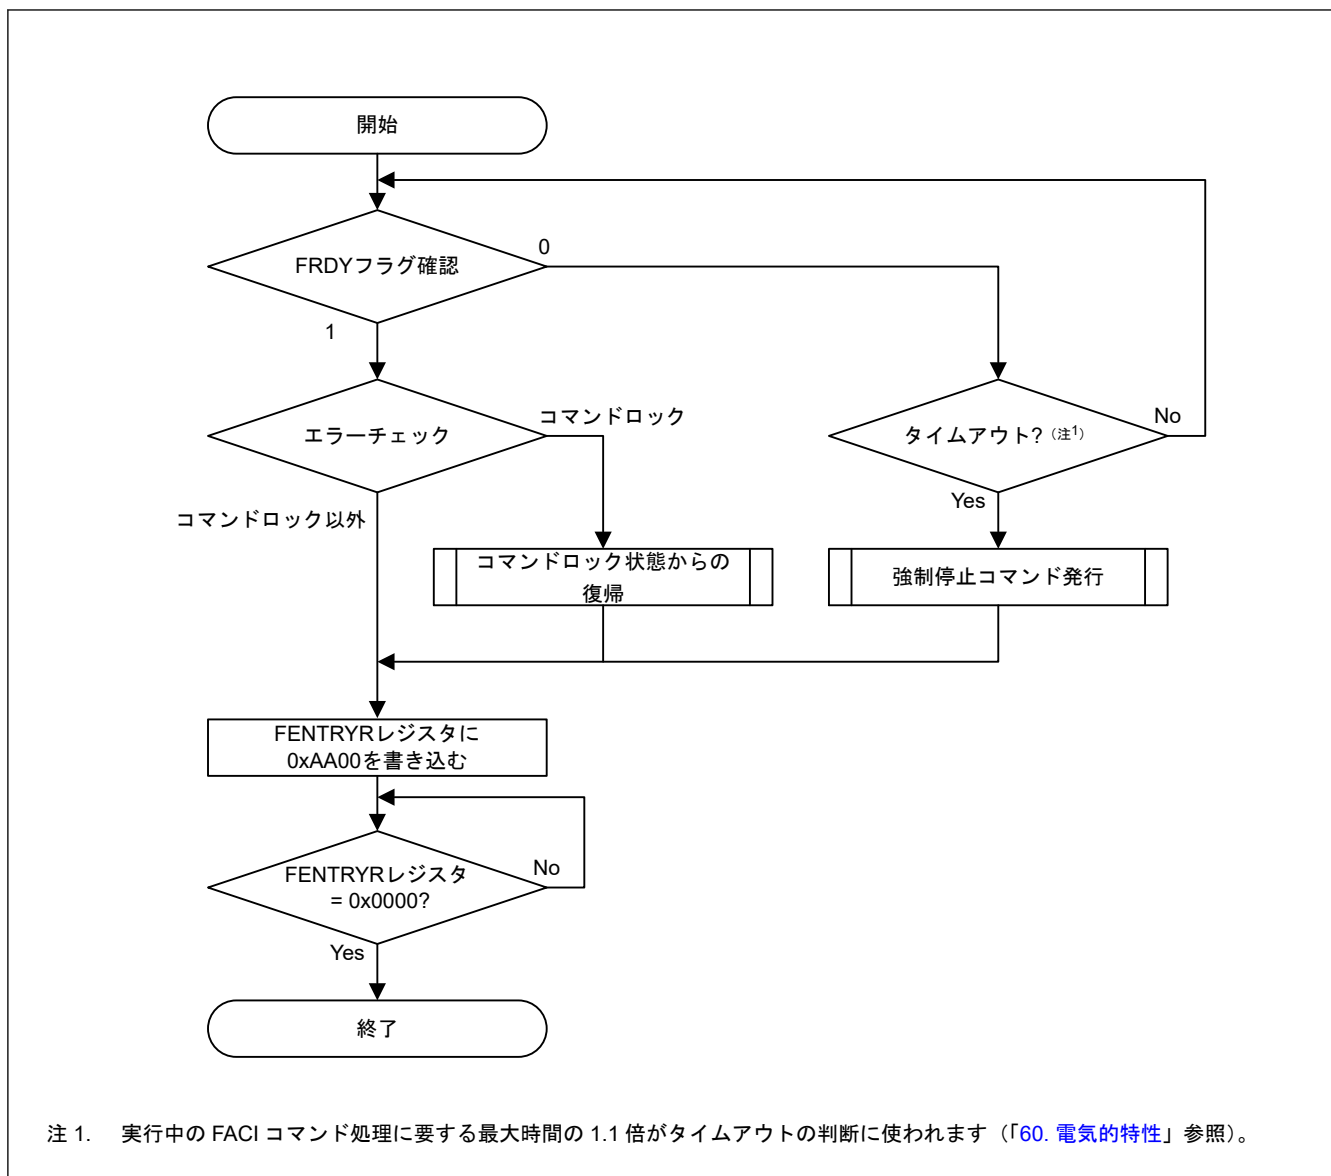 開始
FRDYフラグ確認
0
1
エラーチェック
コマンドロック
タイムアウト? (注1)
No
コマンドロック以外
Yes
コマンドロック状態からの
復帰
強制停止コマンド発行
FENTRYRレジスタに
0xAA00を書き込む
FENTRYRレジスタ
= 0x0000?
No
Yes
終了
注 1. 実行中の FACI コマンド処理に要する最大時間の 1.1 倍がタイムアウトの判断に使われます（「60. 電気的特性」参照）。